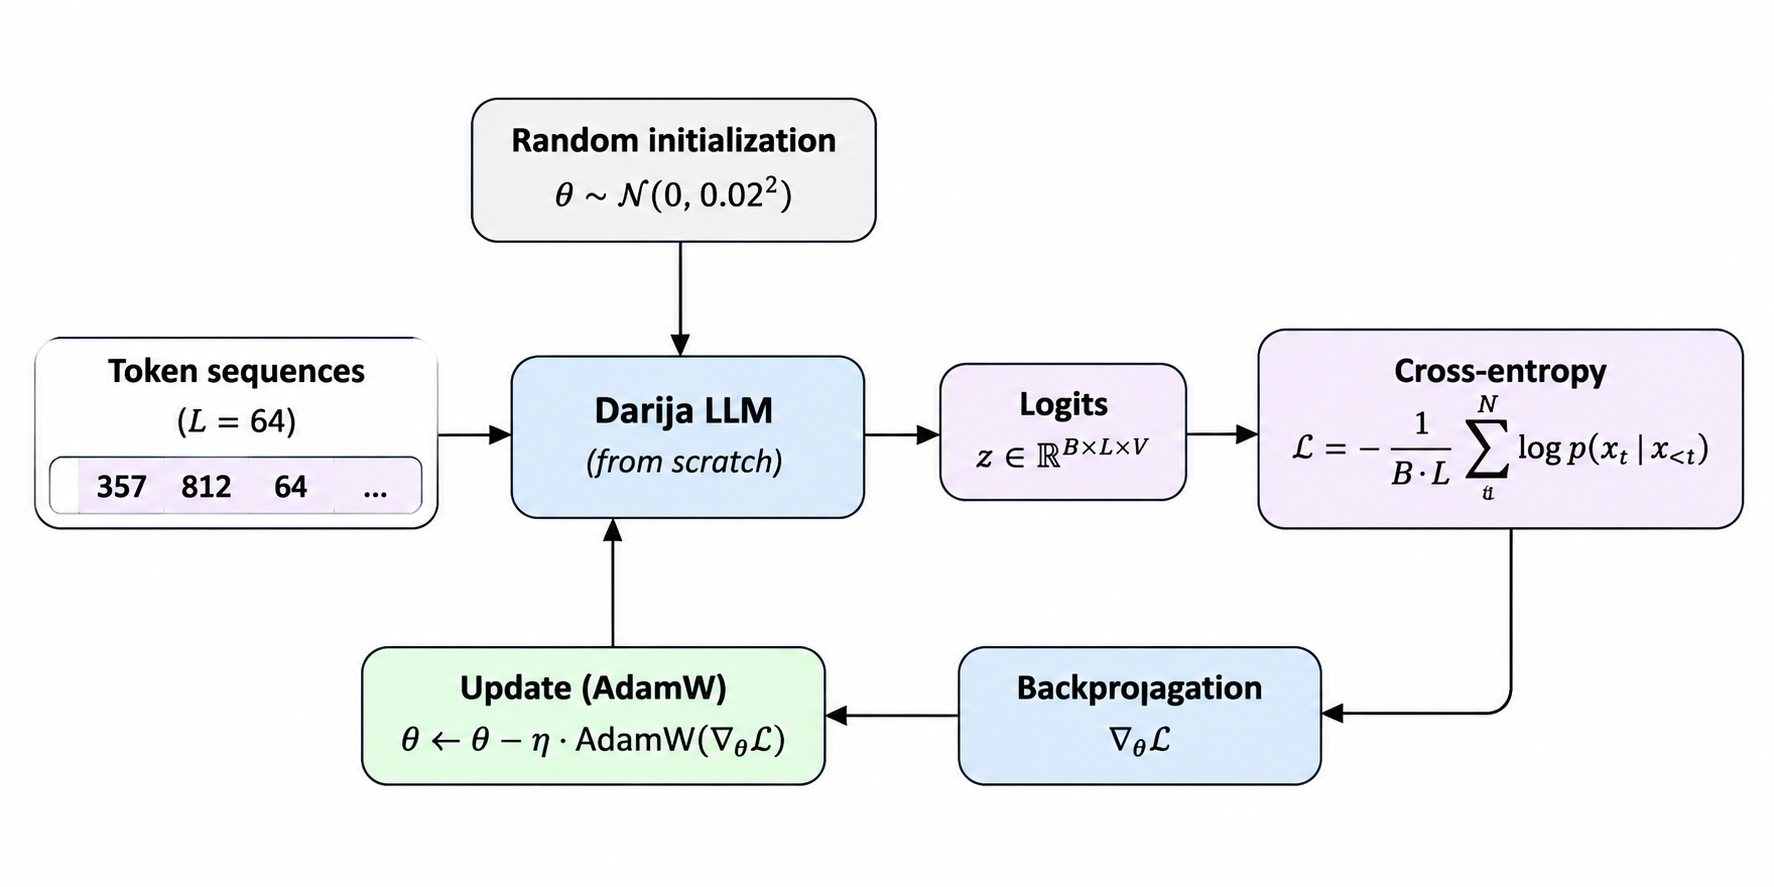 Random initialization
θ ∼ 𝒩(0, 0.02²)
Token sequences
(L = 64)
357 812 64 ...
Darija LLM
(from scratch)
Logits
z ∈ ℝ^{B×L×V}
Cross-entropy
ℒ = − 1/(B·L) ∑^{N} log p(x_t | x_{<t})
Update (AdamW)
θ ← θ − η · AdamW(∇_θℒ)
Backpropagation
∇_θℒ